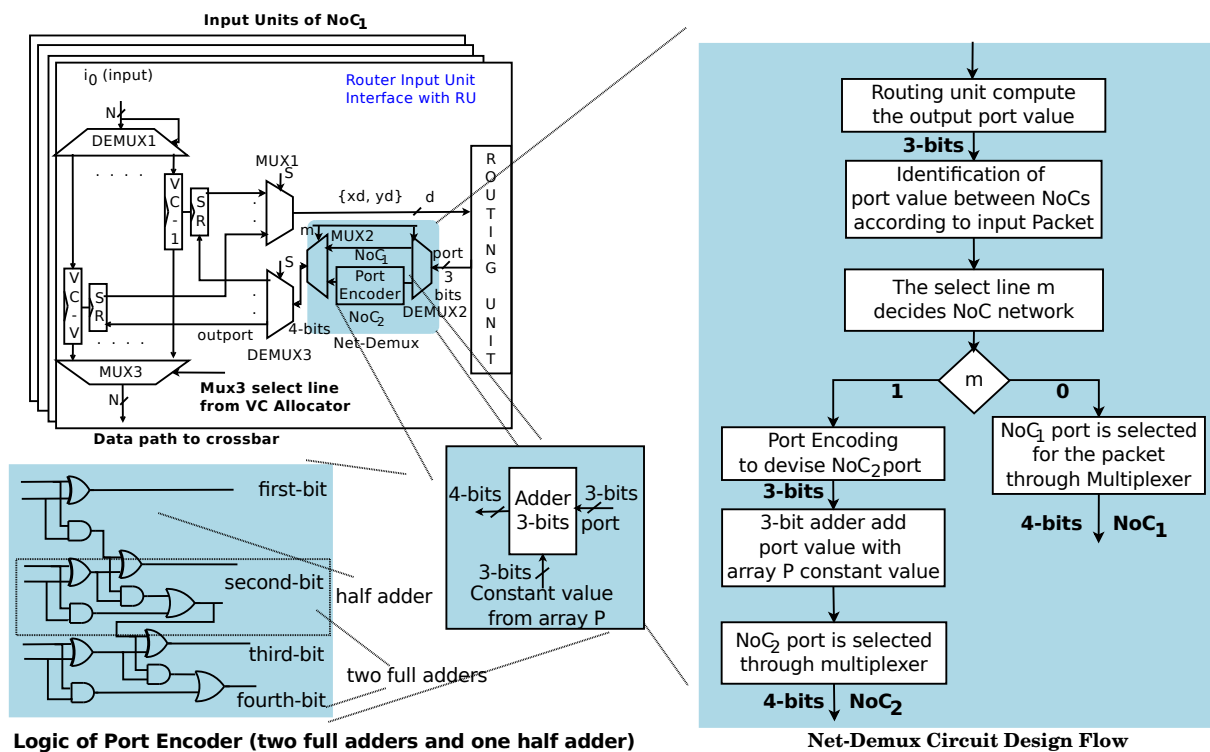 Input Units of NoC1
i0 (input)
N
DEMUX1
. . . .
VC-1
SR
VC-V
SR
. . . .
MUX3
N
Data path to crossbar
Mux3 select line
from VC Allocator
Router Input Unit
Interface with RU
MUX1
S
{xd, yd}
d
m
MUX2
NoC1
Port
Encoder
NoC2
port
3
bits
DEMUX2
Net-Demux
S
4-bits
outport
DEMUX3
ROUTING UNIT
first-bit
second-bit
half adder
third-bit
two full adders
fourth-bit
Logic of Port Encoder (two full adders and one half adder)
4-bits
Adder
3-bits
3-bits
port
3-bits
Constant value
from array P
Routing unit compute
the output port value
3-bits
Identification of
port value between NoCs
according to input Packet
The select line m
decides NoC network
m
1
0
Port Encoding
to devise NoC2 port
3-bits
3-bit adder add
port value with
array P constant value
NoC2 port is selected
through multiplexer
4-bits NoC2
NoC1 port is selected
for the packet
through Multiplexer
4-bits NoC1
Net-Demux Circuit Design Flow